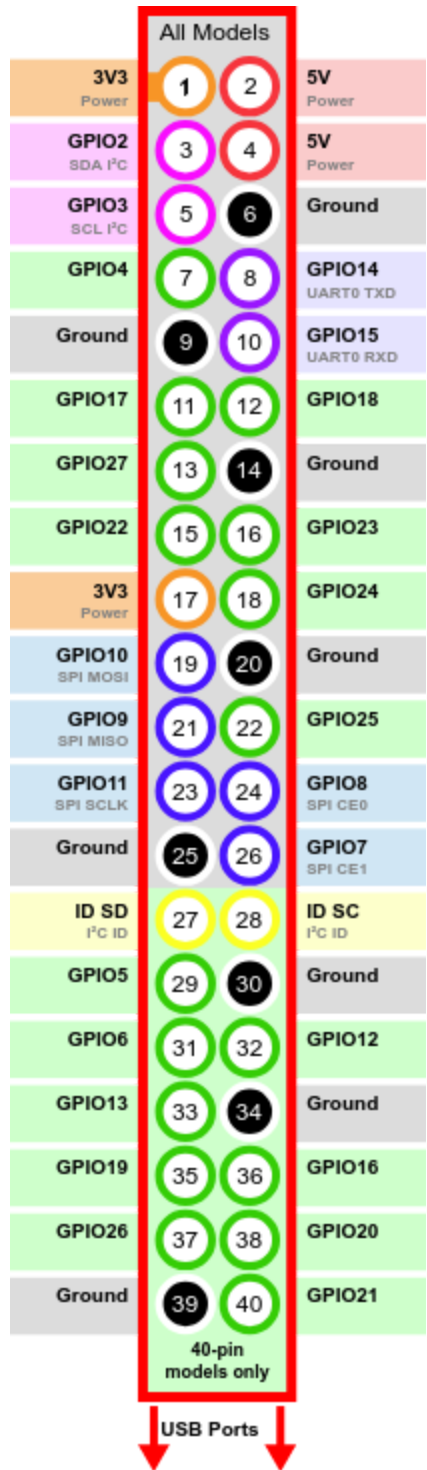 All Models
3V3 1 2 5V
Power Power
GPIO2 3 4 5V
SDA I²C Power
GPIO3 5 6 Ground
SCL I²C
GPIO4 7 8 GPIO14
UART0 TXD
Ground 9 10 GPIO15
UART0 RXD
GPIO17 11 12 GPIO18
GPIO27 13 14 Ground
GPIO22 15 16 GPIO23
3V3 17 18 GPIO24
Power
GPIO10 19 20 Ground
SPI MOSI
GPIO9 21 22 GPIO25
SPI MISO
GPIO11 23 24 GPIO8
SPI SCLK SPI CE0
Ground 25 26 GPIO7
SPI CE1
ID SD 27 28 ID SC
I²C ID I²C ID
GPIO5 29 30 Ground
GPIO6 31 32 GPIO12
GPIO13 33 34 Ground
GPIO19 35 36 GPIO16
GPIO26 37 38 GPIO20
Ground 39 40 GPIO21
40-pin
models only
USB Ports